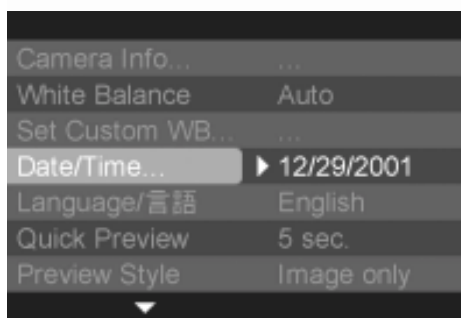 Camera Info... ...
White Balance Auto
Set Custom WB... ...
Date/Time... 12/29/2001
Language/言語 English
Quick Preview 5 sec.
Preview Style Image only